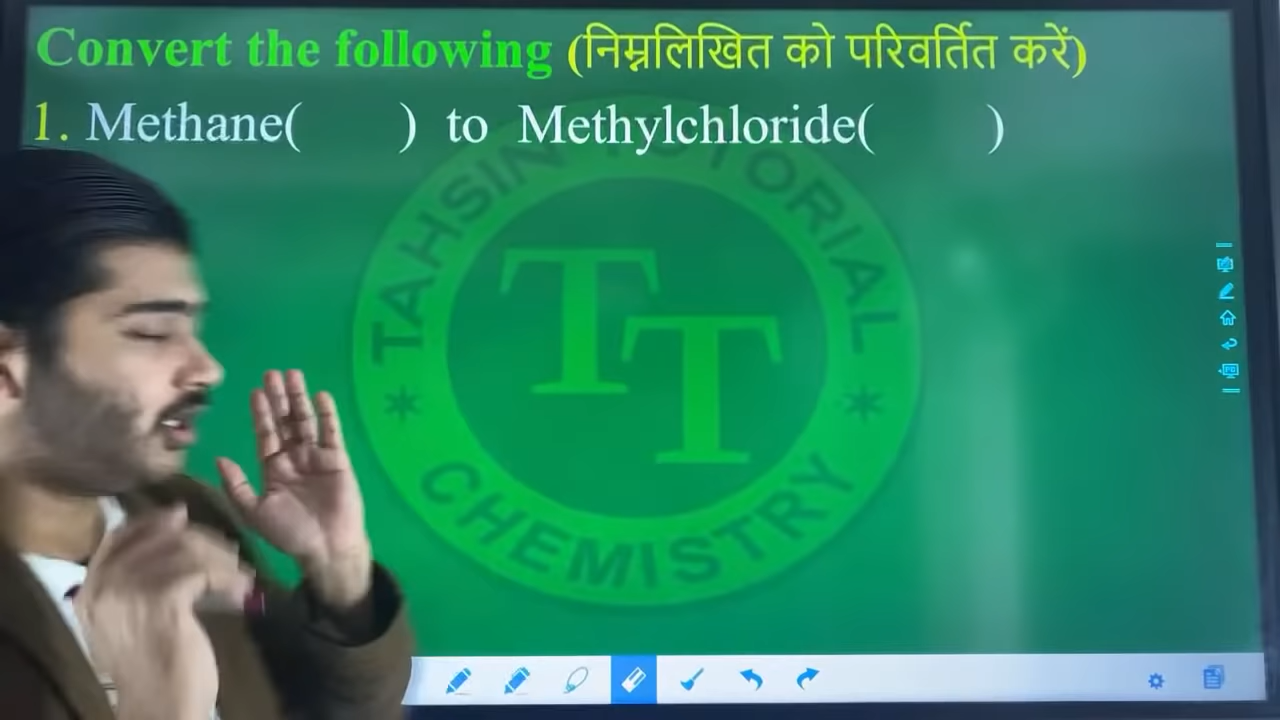 Convert the following (निम्नलिखित को परिवर्तित करें)
1. Methane( ) to Methylchloride( )
TAHSIN TUTORIAL
TT
* CHEMISTRY *